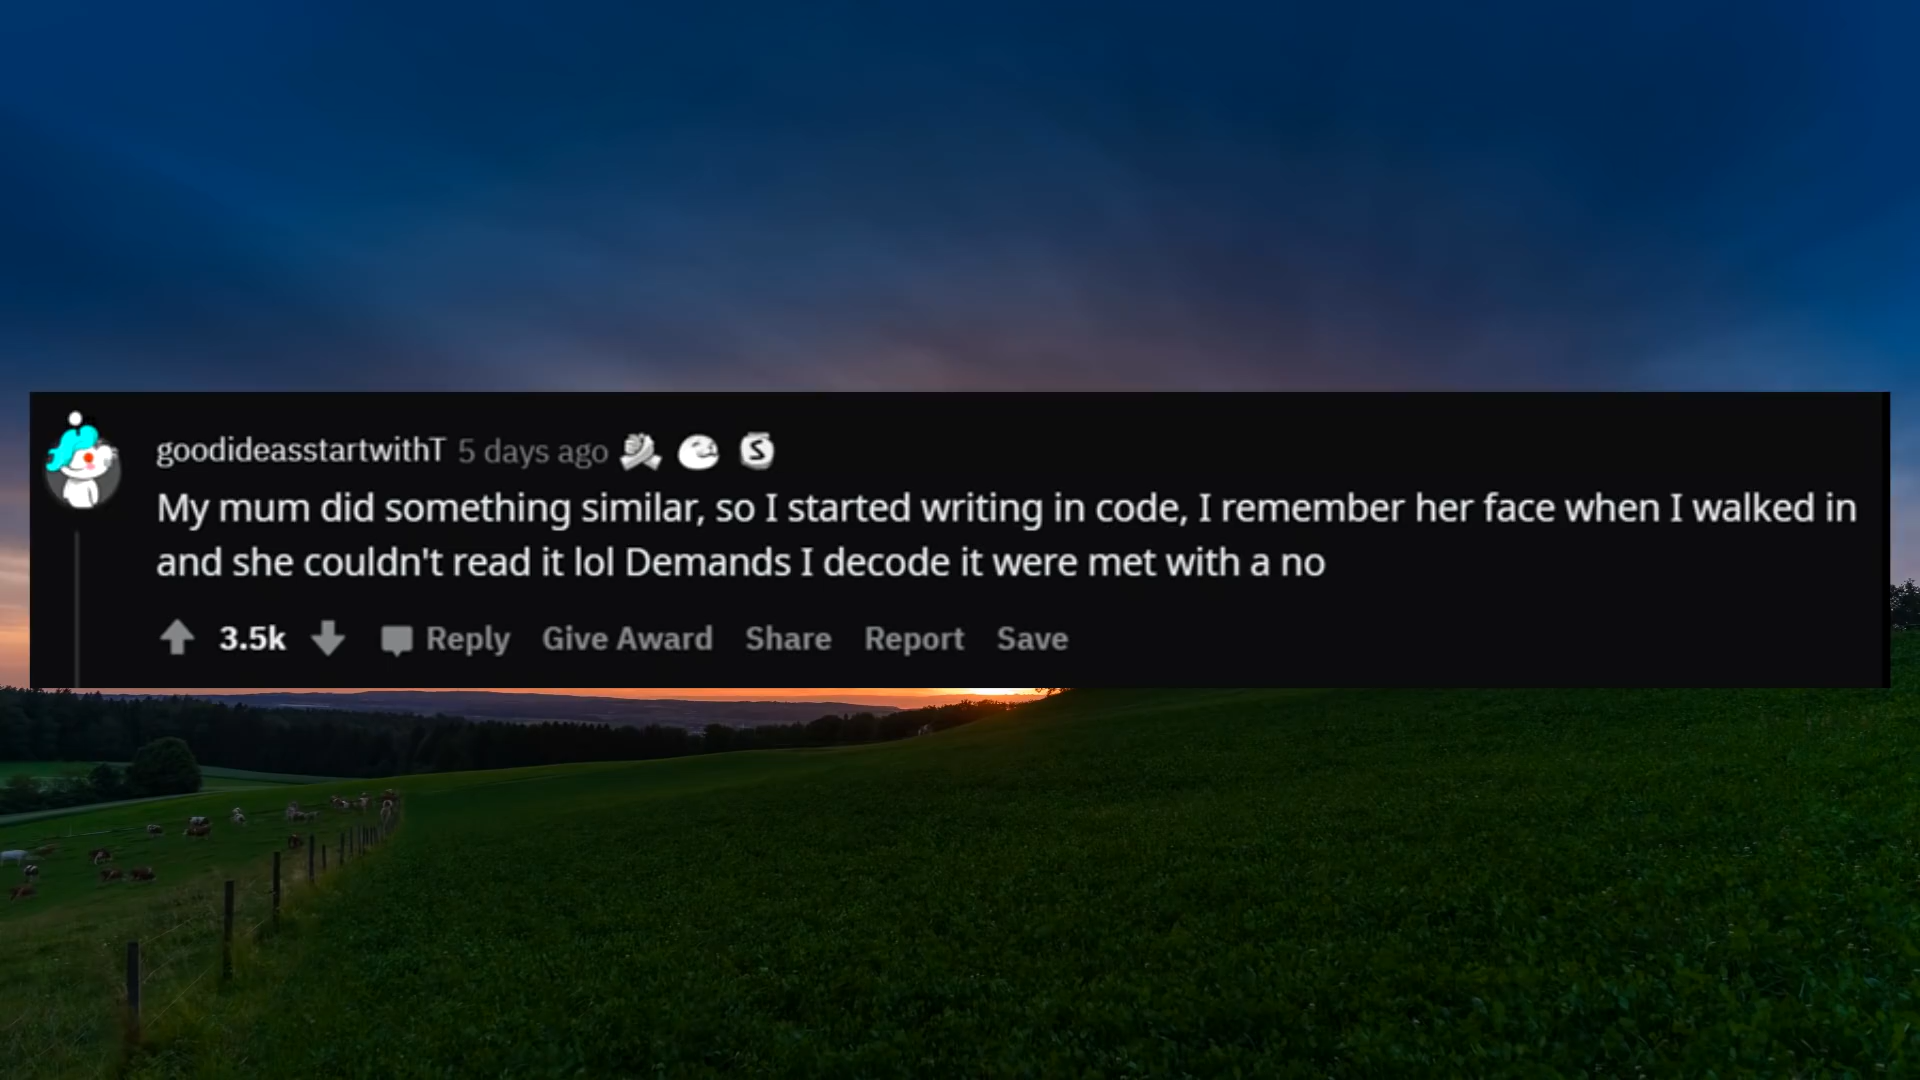 goodideasstartwithT 5 days ago
My mum did something similar, so I started writing in code, I remember her face when I walked in
and she couldn't read it lol Demands I decode it were met with a no
3.5k Reply Give Award Share Report Save